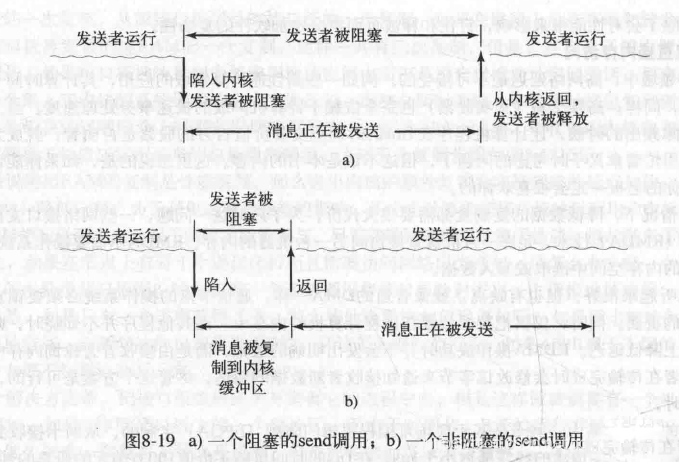 发送者运行
发送者被阻塞
发送者运行
陷入内核,
发送者被阻塞
从内核返回,
发送者被释放
消息正在被发送
a)
发送者被
阻塞
发送者运行
发送者运行
陷入
返回
消息正在被发送
消息被复
制到内核
缓冲区
b)
图8-19 a)一个阻塞的send调用;b)一个非阻塞的send调用